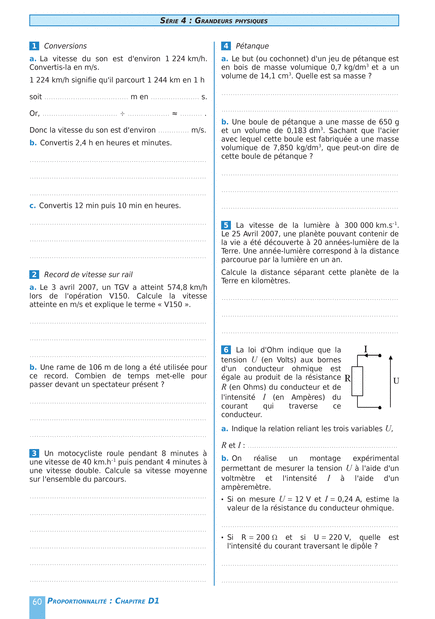 SÉRIE 4 : GRANDEURS PHYSIQUES
1 Conversions
a. La vitesse du son est d'environ 1 224 km/h.
Convertis-la en m/s.
1 224 km/h signifie qu'il parcourt 1 244 km en 1 h
soit ........................ m en .................. s.
Or, ........................ ÷ ................ ≈ .......... .
Donc la vitesse du son est d'environ ............ m/s.
b. Convertis 2,4 h en heures et minutes.
c. Convertis 12 min puis 10 min en heures.
2 Record de vitesse sur rail
a. Le 3 avril 2007, un TGV a atteint 574,8 km/h
lors de l'opération V150. Calcule la vitesse
atteinte en m/s et explique le terme « V150 ».
b. Une rame de 106 m de long a été utilisée pour
ce record. Combien de temps met-elle pour
passer devant un spectateur présent ?
3 Un motocycliste roule pendant 8 minutes à
une vitesse de 40 km.h⁻¹ puis pendant 4 minutes à
une vitesse double. Calcule sa vitesse moyenne
sur l'ensemble du parcours.
4 Pétanque
a. Le but (ou cochonnet) d'un jeu de pétanque est
en bois de masse volumique 0,7 kg/dm³ et a un
volume de 14,1 cm³. Quelle est sa masse ?
b. Une boule de pétanque a une masse de 650 g
et un volume de 0,183 dm³. Sachant que l'acier
avec lequel cette boule est fabriquée a une masse
volumique de 7,850 kg/dm³, que peut-on dire de
cette boule de pétanque ?
5 La vitesse de la lumière à 300 000 km.s⁻¹.
Le 25 Avril 2007, une planète pouvant contenir de
la vie a été découverte à 20 années-lumière de la
Terre. Une année-lumière correspond à la distance
parcourue par la lumière en un an.
Calcule la distance séparant cette planète de la
Terre en kilomètres.
6 La loi d'Ohm indique que la
tension U (en Volts) aux bornes
d'un conducteur ohmique est
égale au produit de la résistance
R (en Ohms) du conducteur et de
l'intensité I (en Ampères) du
courant qui traverse ce
conducteur.
I
R
U
a. Indique la relation reliant les trois variables U,
R et I : ........................................
b. On réalise un montage expérimental
permettant de mesurer la tension U à l'aide d'un
voltmètre et l'intensité I à l'aide d'un
ampèremètre.
• Si on mesure U = 12 V et I = 0,24 A, estime la
valeur de la résistance du conducteur ohmique.
• Si R = 200 Ω et si U = 220 V, quelle est
l'intensité du courant traversant le dipôle ?
60 PROPORTIONNALITÉ : CHAPITRE D1